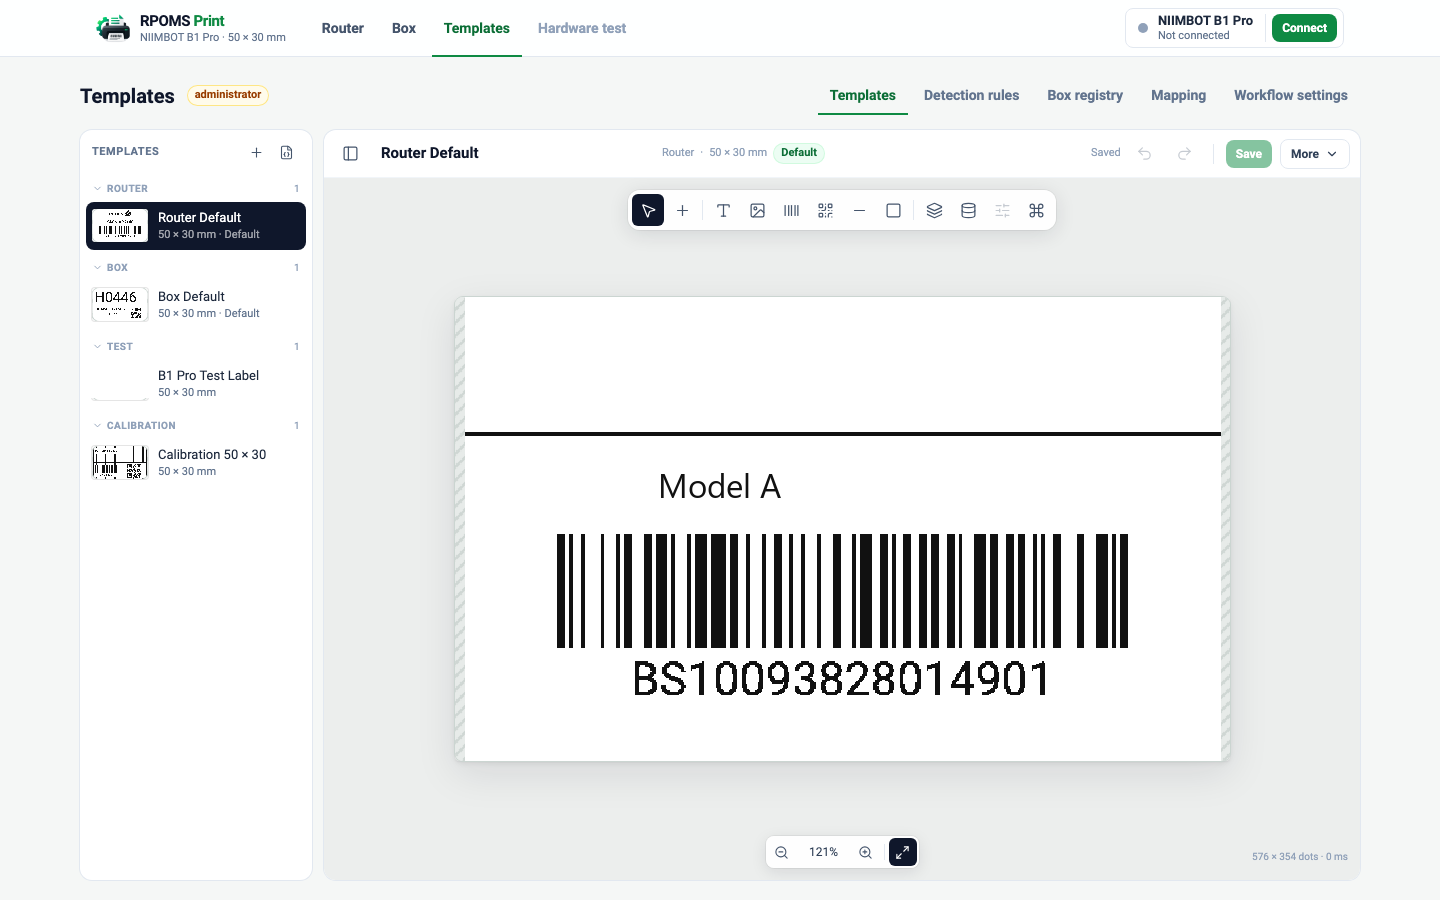 RPOMS Print
NIIMBOT B1 Pro · 50 × 30 mm
Router
Box
Templates
Hardware test
NIIMBOT B1 Pro
Not connected
Connect
Templates
administrator
Templates
Detection rules
Box registry
Mapping
Workflow settings
TEMPLATES
ROUTER
1
Router Default
50 × 30 mm · Default
BOX
1
H0446
Box Default
50 × 30 mm · Default
TEST
1
B1 Pro Test Label
50 × 30 mm
CALIBRATION
1
Calibration 50 × 30
50 × 30 mm
Router Default
Router · 50 × 30 mm
Default
Saved
Save
More
Model A
BS10093828014901
121%
576 × 354 dots · 0 ms